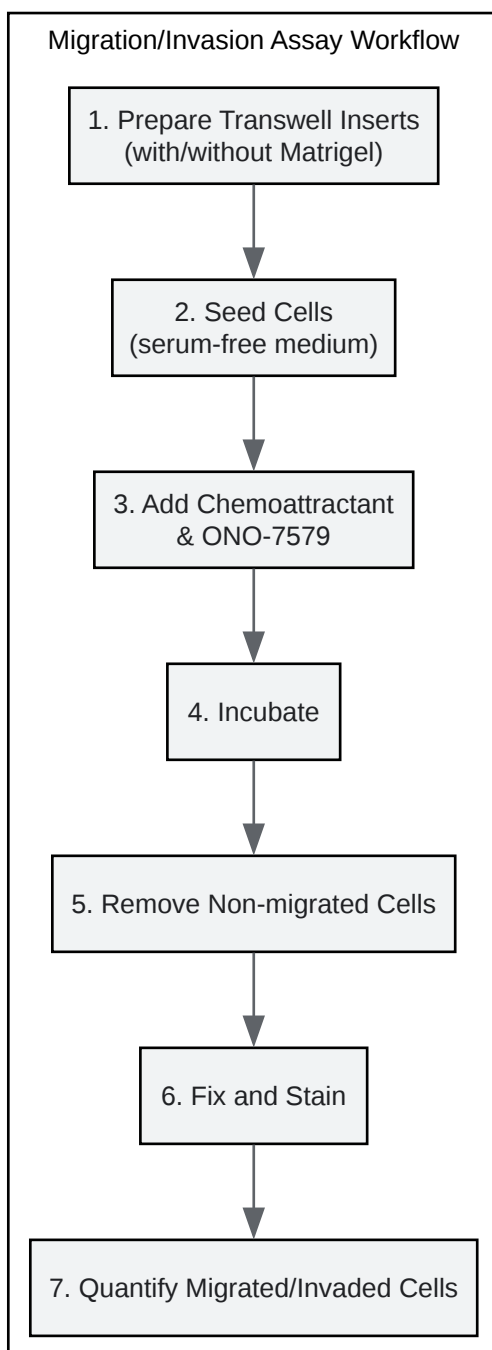 Migration/Invasion Assay Workflow
1. Prepare Transwell Inserts
(with/without Matrigel)
2. Seed Cells
(serum-free medium)
3. Add Chemoattractant
& ONO-7579
4. Incubate
5. Remove Non-migrated Cells
6. Fix and Stain
7. Quantify Migrated/Invaded Cells